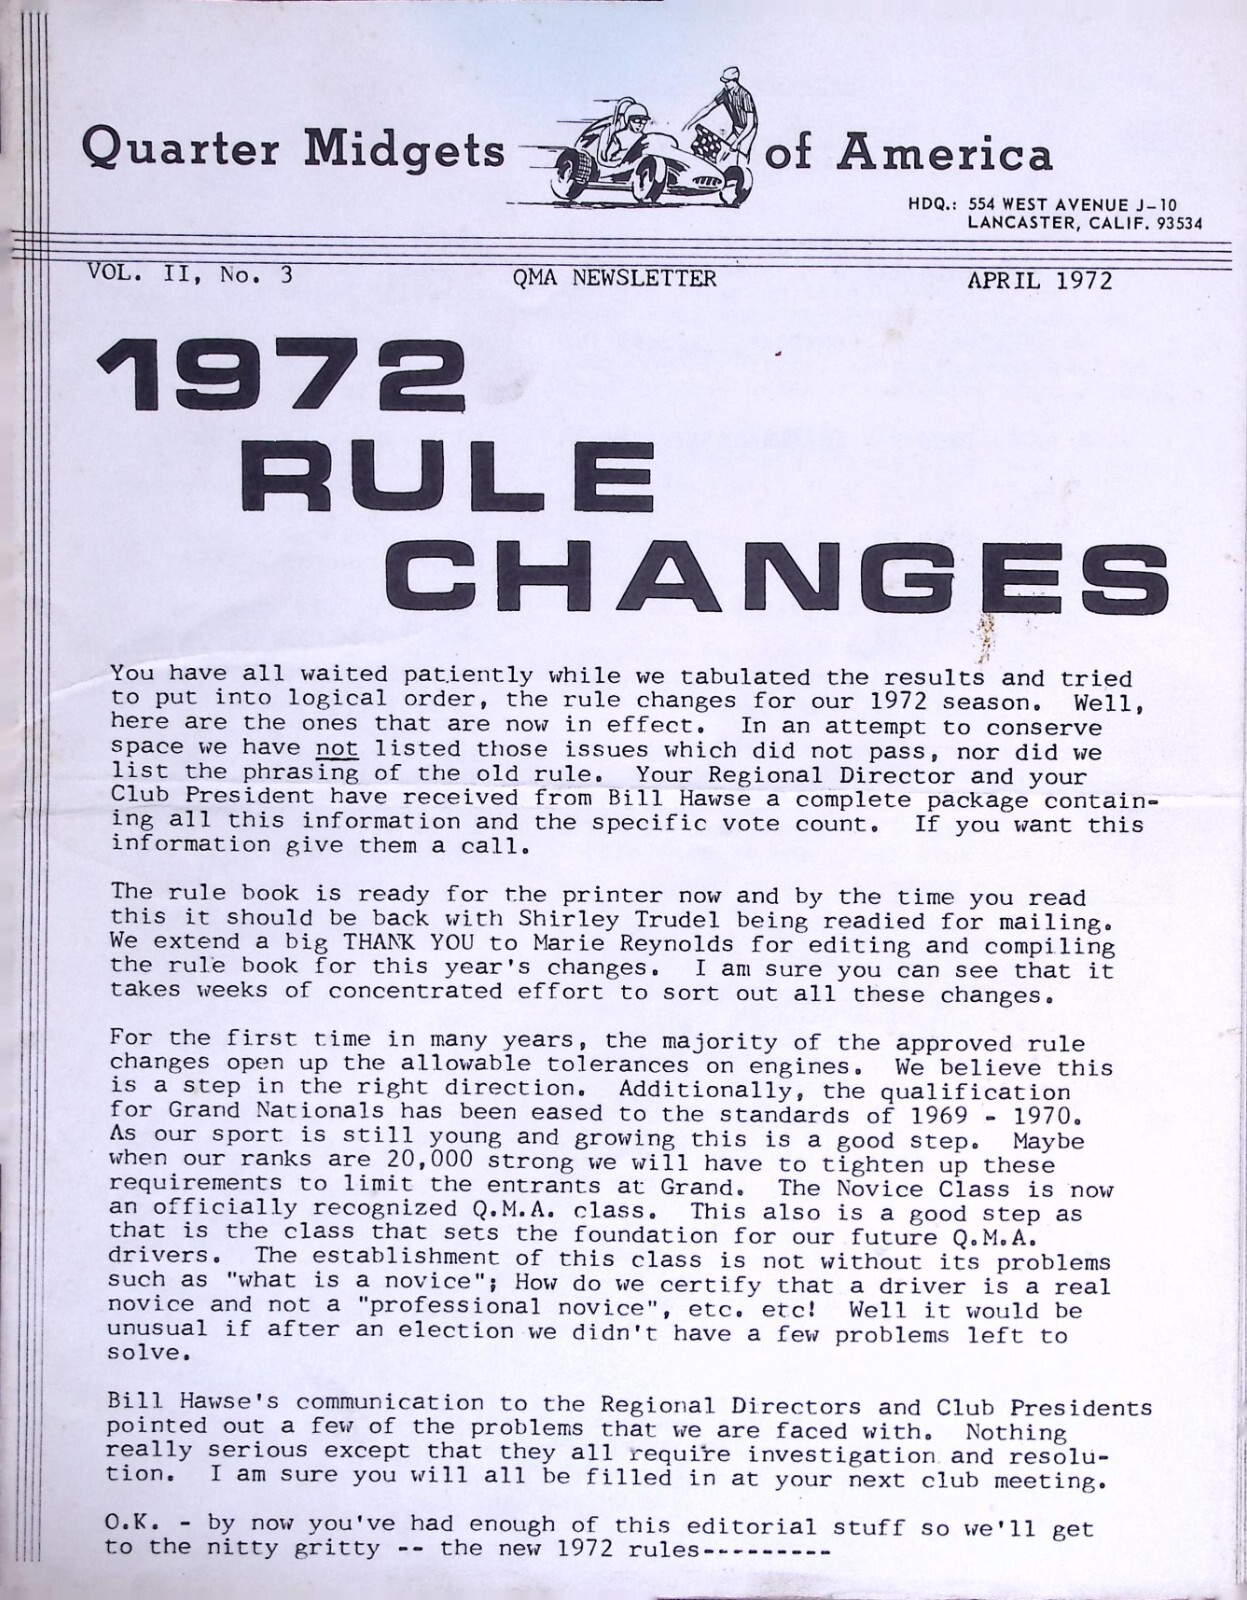 Quarter Midgets of America
HDQ.: 554 WEST AVENUE J-10
LANCASTER, CALIF. 93534
VOL. II, No. 3 QMA NEWSLETTER APRIL 1972
1972
RULE
CHANGES
You have all waited patiently while we tabulated the results and tried
to put into logical order, the rule changes for our 1972 season. Well,
here are the ones that are now in effect. In an attempt to conserve
space we have not listed those issues which did not pass, nor did we
list the phrasing of the old rule. Your Regional Director and your
Club President have received from Bill Hawse a complete package contain-
ing all this information and the specific vote count. If you want this
information give them a call.
The rule book is ready for the printer now and by the time you read
this it should be back with Shirley Trudel being readied for mailing.
We extend a big THANK YOU to Marie Reynolds for editing and compiling
the rule book for this year's changes. I am sure you can see that it
takes weeks of concentrated effort to sort out all these changes.
For the first time in many years, the majority of the approved rule
changes open up the allowable tolerances on engines. We believe this
is a step in the right direction. Additionally, the qualification
for Grand Nationals has been eased to the standards of 1969 - 1970.
As our sport is still young and growing this is a good step. Maybe
when our ranks are 20,000 strong we will have to tighten up these
requirements to limit the entrants at Grand. The Novice Class is now
an officially recognized Q.M.A. class. This also is a good step as
that is the class that sets the foundation for our future Q.M.A.
drivers. The establishment of this class is not without its problems
such as "what is a novice"; How do we certify that a driver is a real
novice and not a "professional novice", etc. etc! Well it would be
unusual if after an election we didn't have a few problems left to
solve.
Bill Hawse's communication to the Regional Directors and Club Presidents
pointed out a few of the problems that we are faced with. Nothing
really serious except that they all require investigation and resolu-
tion. I am sure you will all be filled in at your next club meeting.
O.K. - by now you've had enough of this editorial stuff so we'll get
to the nitty gritty -- the new 1972 rules---------